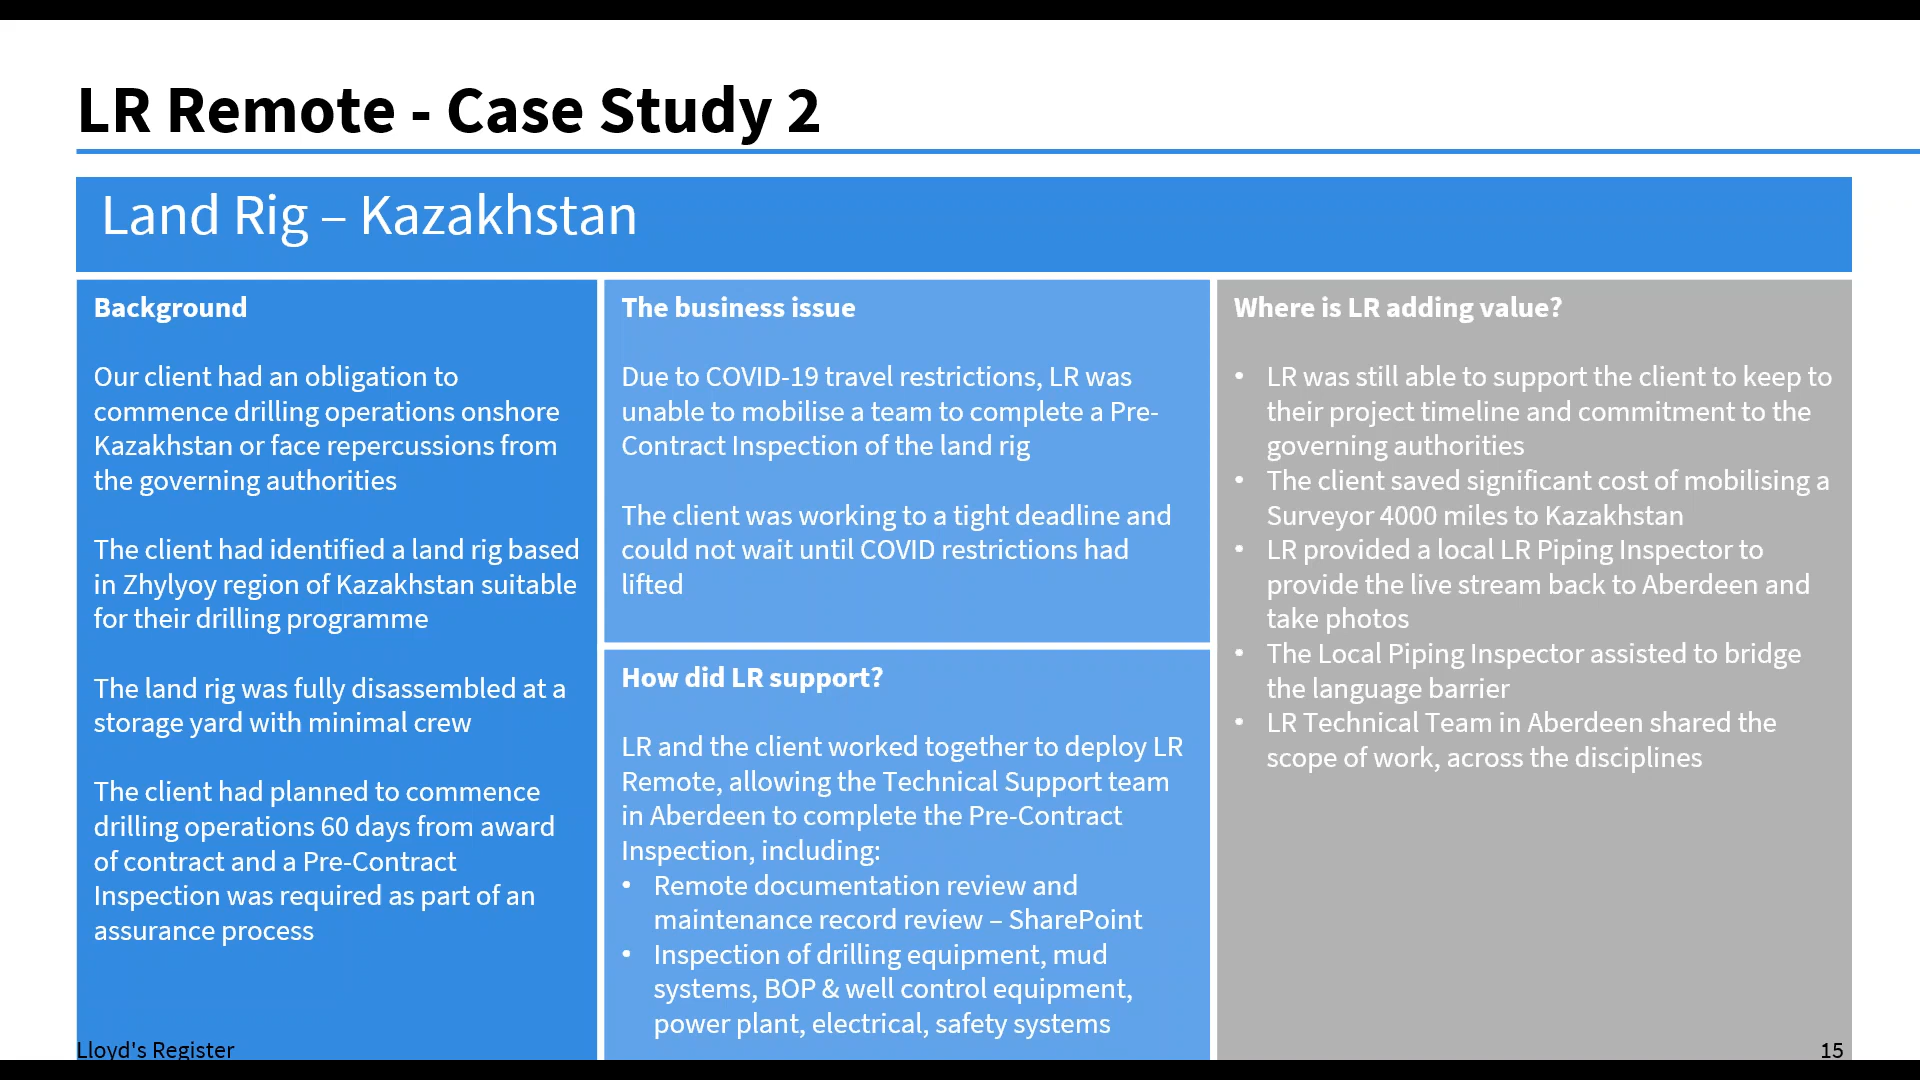 LR Remote - Case Study 2
Land Rig – Kazakhstan
Background
Our client had an obligation to
commence drilling operations onshore
Kazakhstan or face repercussions from
the governing authorities
The client had identified a land rig based
in Zhylyoy region of Kazakhstan suitable
for their drilling programme
The land rig was fully disassembled at a
storage yard with minimal crew
The client had planned to commence
drilling operations 60 days from award
of contract and a Pre-Contract
Inspection was required as part of an
assurance process
The business issue
Due to COVID-19 travel restrictions, LR was
unable to mobilise a team to complete a Pre-
Contract Inspection of the land rig
The client was working to a tight deadline and
could not wait until COVID restrictions had
lifted
How did LR support?
LR and the client worked together to deploy LR
Remote, allowing the Technical Support team
in Aberdeen to complete the Pre-Contract
Inspection, including:
• Remote documentation review and
maintenance record review – SharePoint
• Inspection of drilling equipment, mud
systems, BOP & well control equipment,
power plant, electrical, safety systems
Where is LR adding value?
• LR was still able to support the client to keep to
their project timeline and commitment to the
governing authorities
• The client saved significant cost of mobilising a
Surveyor 4000 miles to Kazakhstan
• LR provided a local LR Piping Inspector to
provide the live stream back to Aberdeen and
take photos
• The Local Piping Inspector assisted to bridge
the language barrier
• LR Technical Team in Aberdeen shared the
scope of work, across the disciplines
Lloyd's Register
15